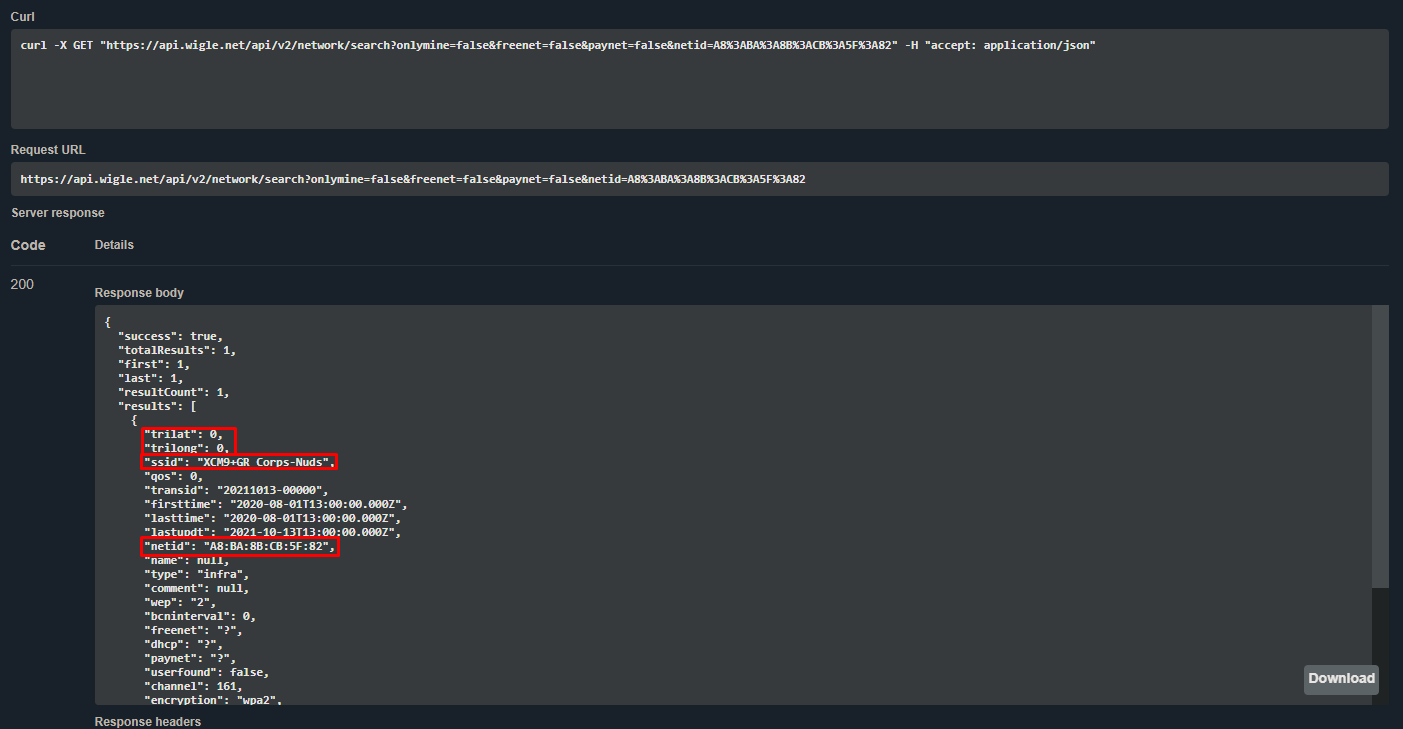 Curl
curl -X GET "https://api.wigle.net/api/v2/network/search?onlymine=false&freenet=false&paynet=false&netid=A8%3ABA%3A8B%3ACB%3A5F%3A82" -H "accept: application/json"
Request URL
https://api.wigle.net/api/v2/network/search?onlymine=false&freenet=false&paynet=false&netid=A8%3ABA%3A8B%3ACB%3A5F%3A82
Server response
Code Details
200
Response body
{
"success": true,
"totalResults": 1,
"first": 1,
"last": 1,
"resultCount": 1,
"results": [
{
"trilat": 0,
"trilong": 0,
"ssid": "XCM9+GR Corps-Nuds",
"qos": 0,
"transid": "20211013-00000",
"firsttime": "2020-08-01T13:00:00.000Z",
"lasttime": "2020-08-01T13:00:00.000Z",
"lastupdt": "2021-10-13T13:00:00.000Z",
"netid": "A8:BA:8B:CB:5F:82",
"name": null,
"type": "infra",
"comment": null,
"wep": "2",
"bcninterval": 0,
"freenet": "?",
"dhcp": "?",
"paynet": "?",
"userfound": false,
"channel": 161,
"encryption": "wpa2",
Download
Response headers